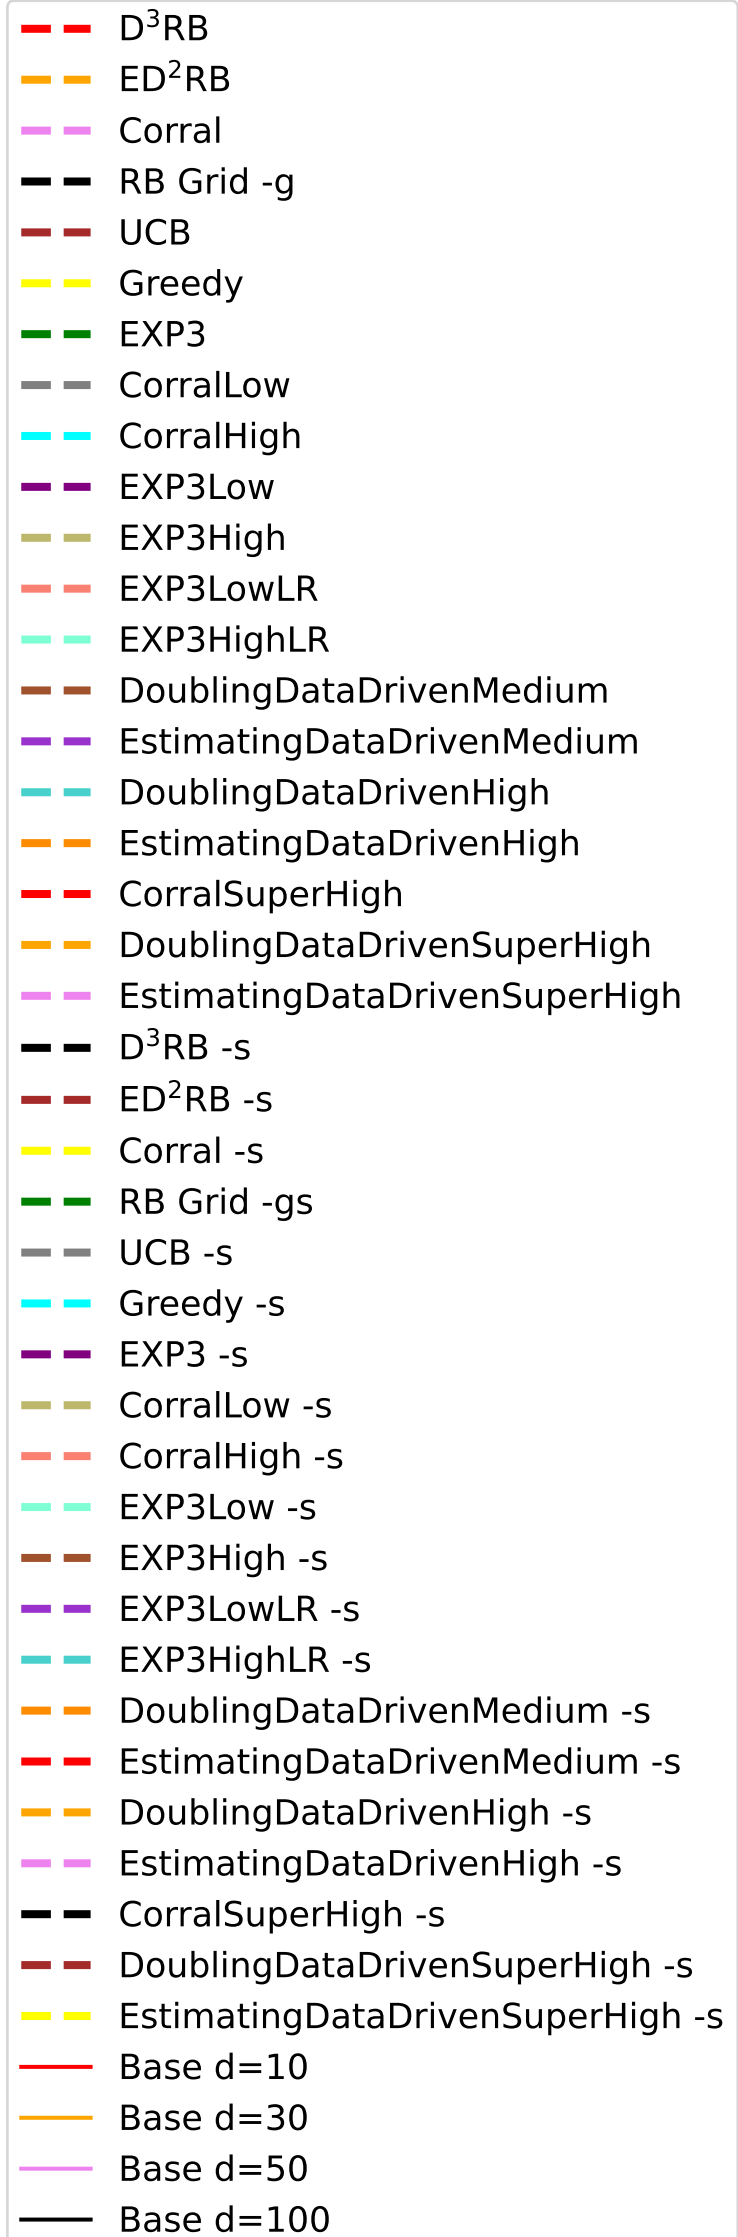 D³RB
ED²RB
Corral
RB Grid -g
UCB
Greedy
EXP3
CorralLow
CorralHigh
EXP3Low
EXP3High
EXP3LowLR
EXP3HighLR
DoublingDataDrivenMedium
EstimatingDataDrivenMedium
DoublingDataDrivenHigh
EstimatingDataDrivenHigh
CorralSuperHigh
DoublingDataDrivenSuperHigh
EstimatingDataDrivenSuperHigh
D³RB -s
ED²RB -s
Corral -s
RB Grid -gs
UCB -s
Greedy -s
EXP3 -s
CorralLow -s
CorralHigh -s
EXP3Low -s
EXP3High -s
EXP3LowLR -s
EXP3HighLR -s
DoublingDataDrivenMedium -s
EstimatingDataDrivenMedium -s
DoublingDataDrivenHigh -s
EstimatingDataDrivenHigh -s
CorralSuperHigh -s
DoublingDataDrivenSuperHigh -s
EstimatingDataDrivenSuperHigh -s
Base d=10
Base d=30
Base d=50
Base d=100